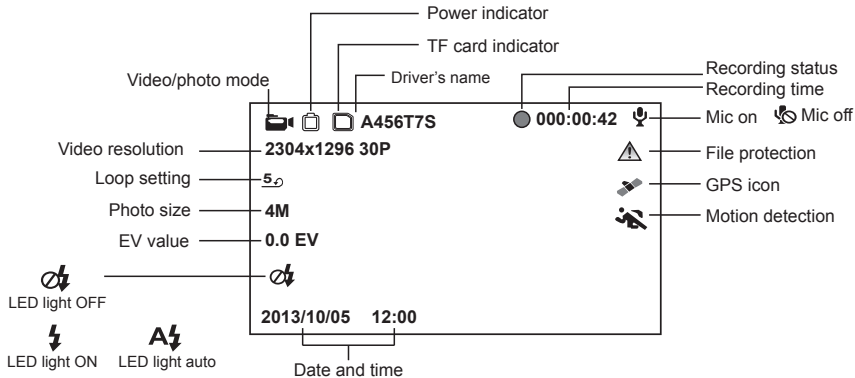 Power indicator
TF card indicator
Driver's name
Video/photo mode
Recording status
Recording time
A456T7S
000:00:42
Mic on
Mic off
Video resolution
2304x1296 30P
File protection
Loop setting
5
GPS icon
Photo size
4M
Motion detection
EV value
0.0 EV
LED light OFF
2013/10/05 12:00
A
LED light ON
LED light auto
Date and time